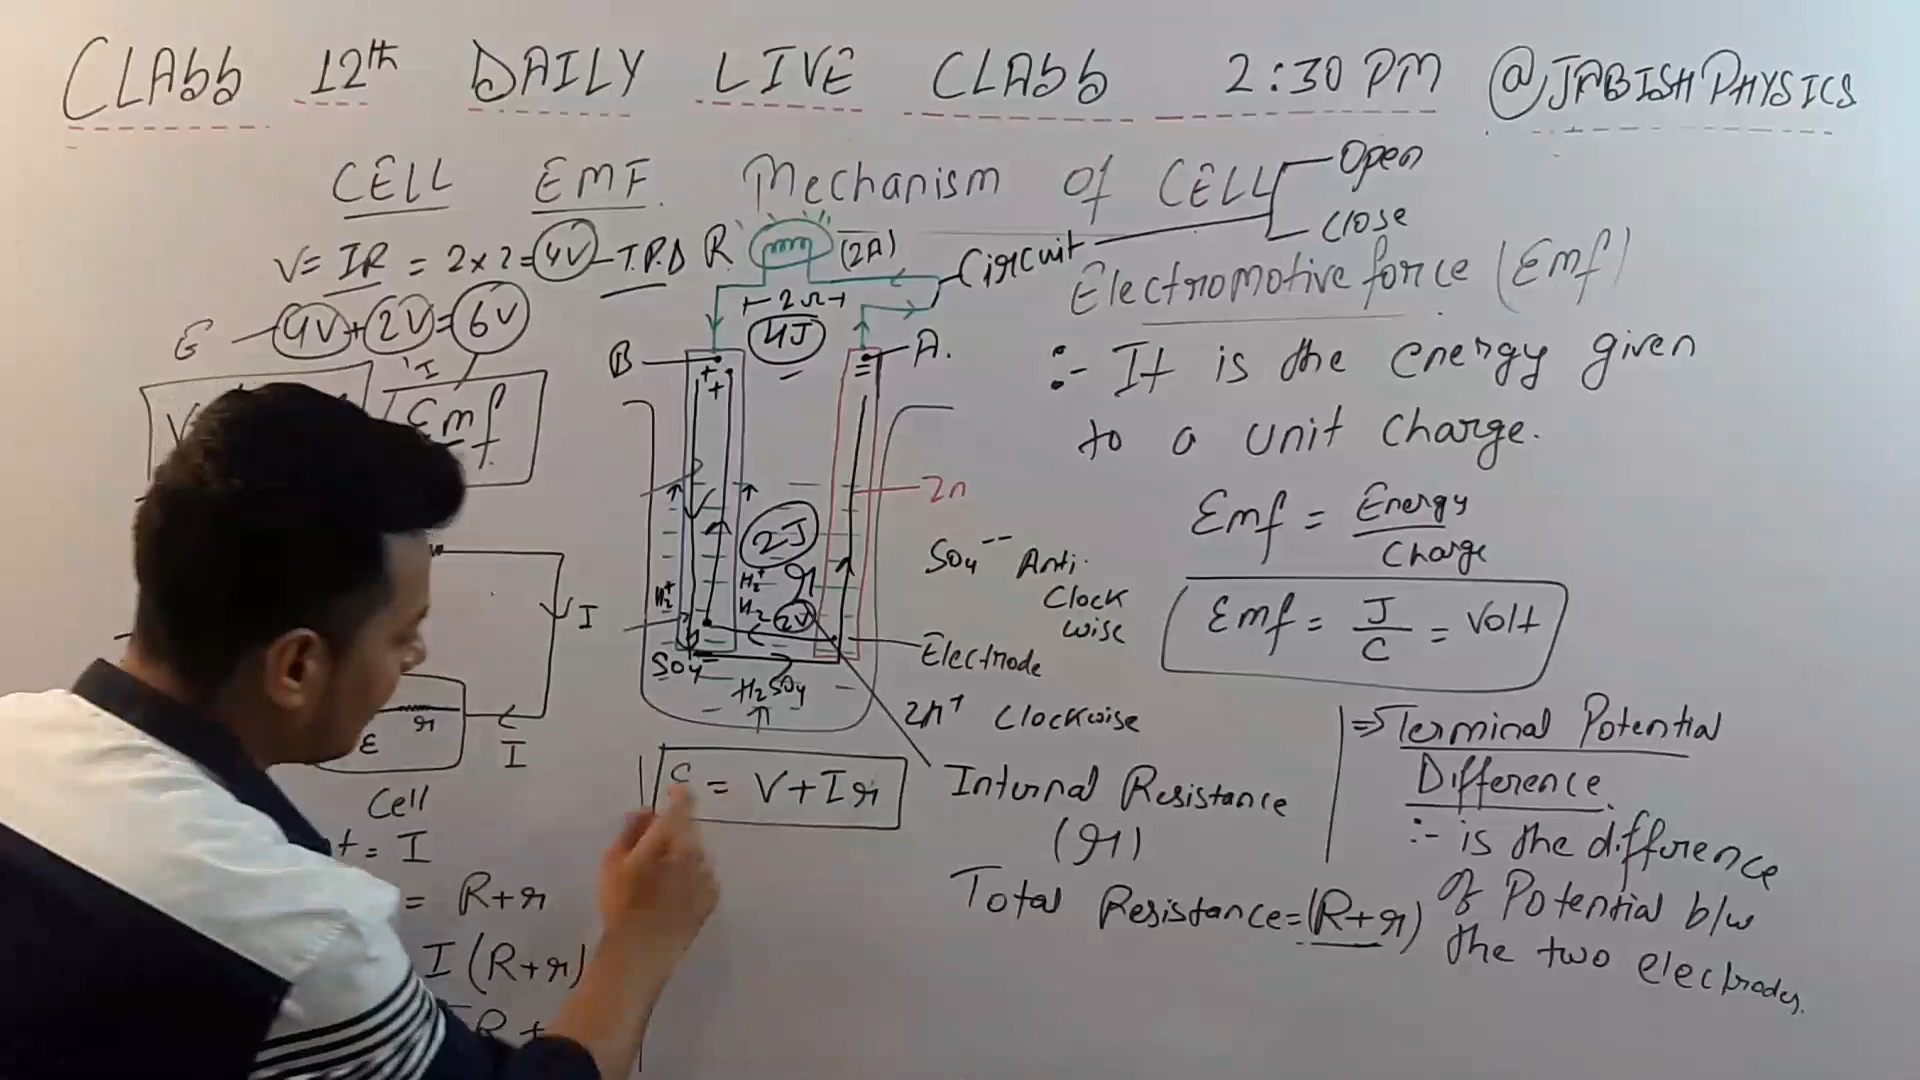 CLASS 12th DAILY LIVE CLASS 2:30 PM @JABISHPHYSICS
CELL EMF Mechanism of CELL
Open
Close
Circuit
V = IR = 2 x 2 = 4V - T.P.D
R (2A)
2Ω
4J
E 4V + 2V = 6V
Emf
B A.
+ +
=
Zn
2J
r
2V
H2+ H2+
H2
SO4--
H2SO4
Electrode
SO4-- Anti
Clock
wise
Zn+ Clockwise
Electromotive force (Emf)
:- It is the energy given
to a unit charge.
Emf = Energy / Charge
Emf = J / C = Volt
I
r
ε
I
Cell
= I
= R+r
I (R+r)
R +
ε = V + Ir
Internal Resistance
(r)
Total Resistance = (R+r)
⇒ Terminal Potential
Difference
:- is the difference
of Potential b/w
the two electrodes.